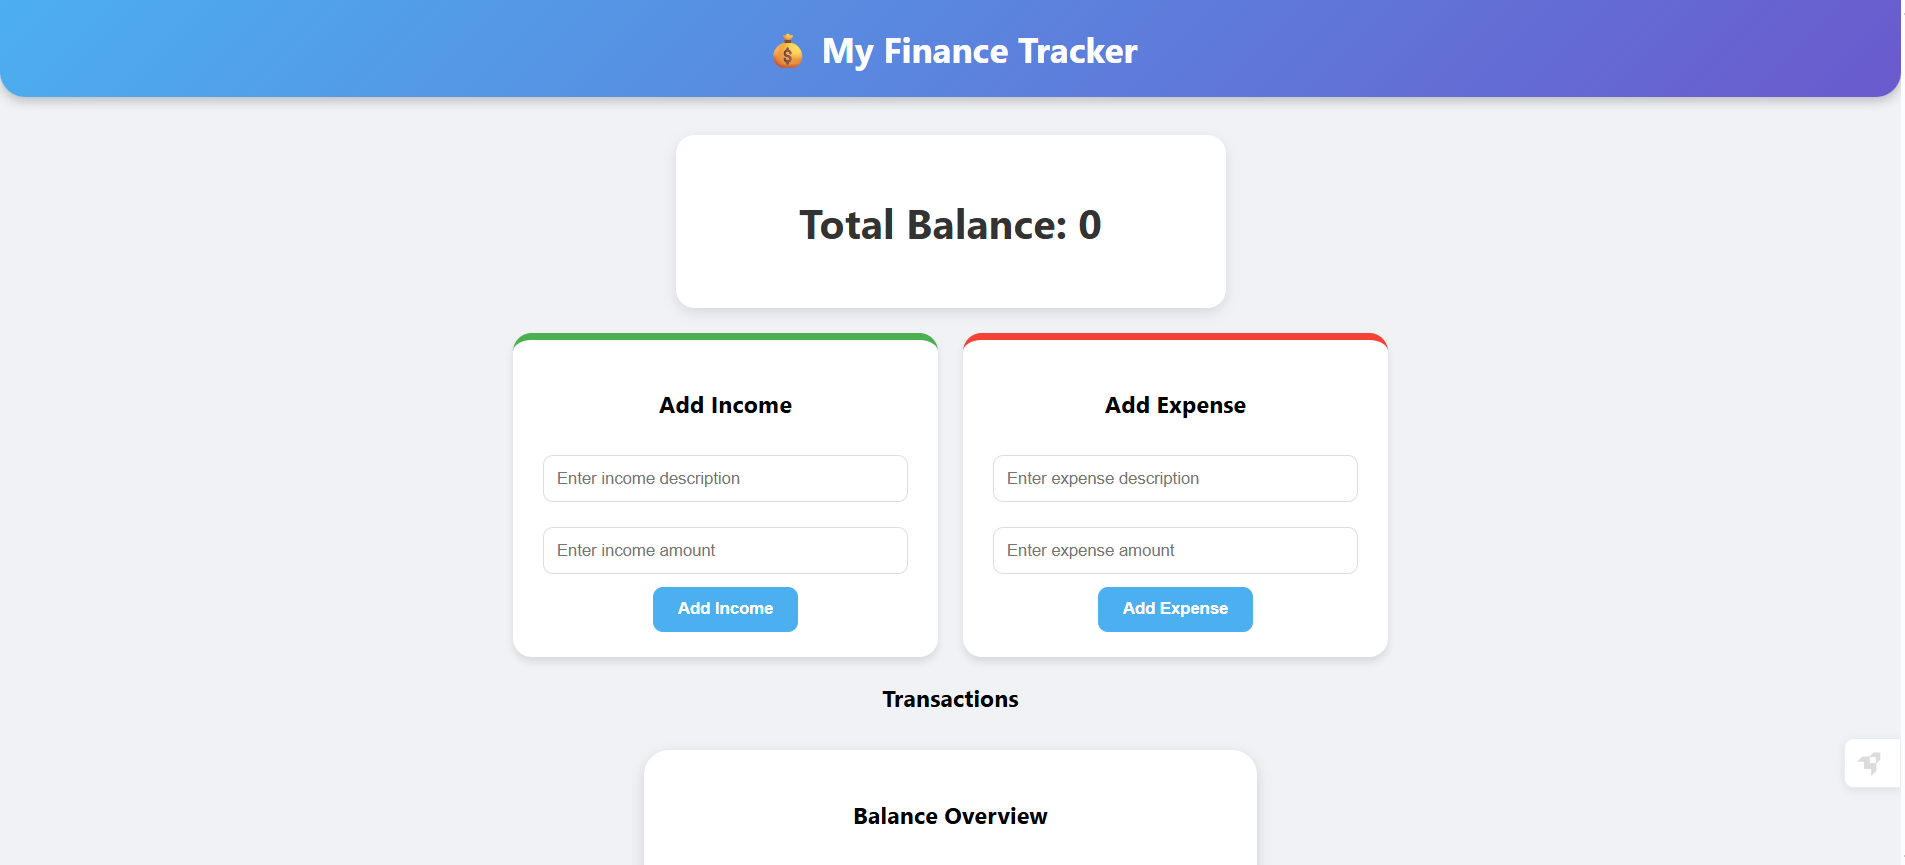 My Finance Tracker
Total Balance: 0
Add Income
Enter income description
Enter income amount
Add Income
Add Expense
Enter expense description
Enter expense amount
Add Expense
Transactions
Balance Overview